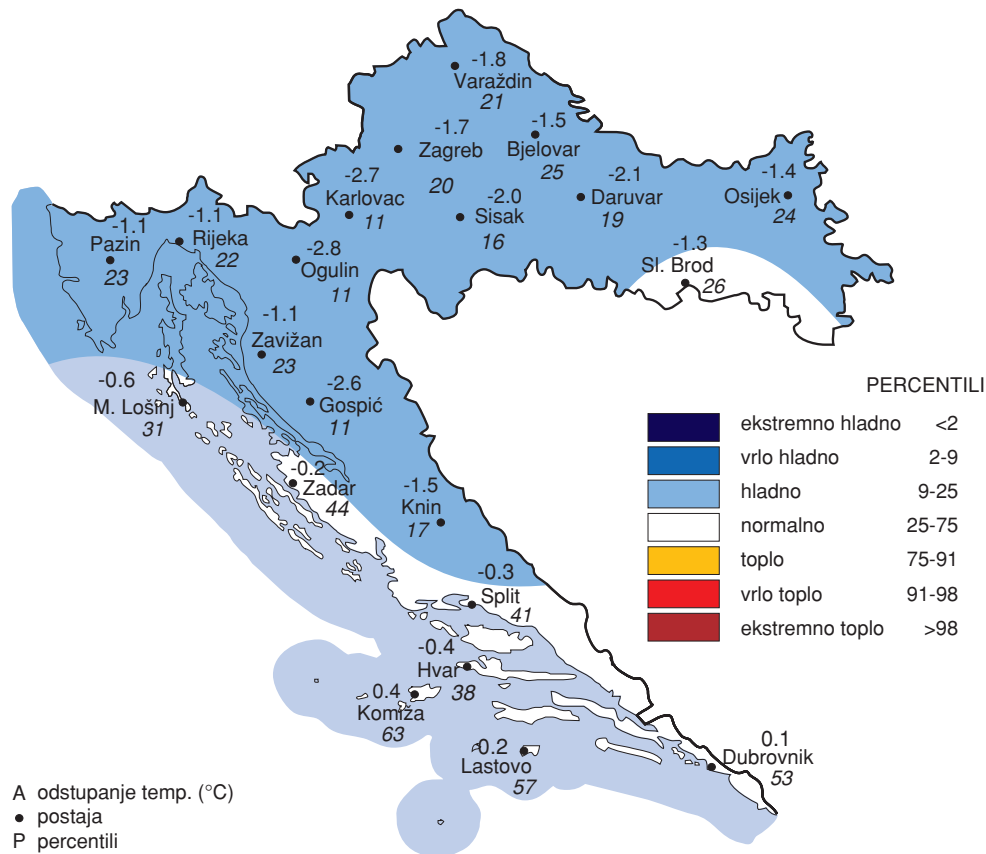 -1.8
Varaždin
21
-1.7
Zagreb
20
-1.5
Bjelovar
25
-2.7
Karlovac
11
-2.0
Sisak
16
-2.1
Daruvar
19
-1.4
Osijek
24
-1.3
Sl. Brod
26
-1.1
Pazin
23
-1.1
Rijeka
22
-2.8
Ogulin
11
-1.1
Zavižan
23
-0.6
M. Lošinj
31
-2.6
Gospić
11
-0.2
Zadar
44
-1.5
Knin
17
-0.3
Split
41
-0.4
Hvar
38
0.4
Komiža
63
0.2
Lastovo
57
0.1
Dubrovnik
53
PERCENTILI
ekstremno hladno <2
vrlo hladno 2-9
hladno 9-25
normalno 25-75
toplo 75-91
vrlo toplo 91-98
ekstremno toplo >98
A odstupanje temp. (°C)
● postaja
P percentili